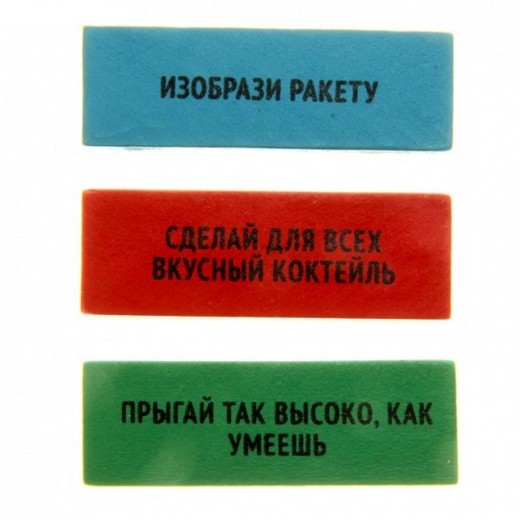 ИЗОБРАЗИ РАКЕТУ
СДЕЛАЙ ДЛЯ ВСЕХ
ВКУСНЫЙ КОКТЕЙЛЬ
ПРЫГАЙ ТАК ВЫСОКО, КАК
УМЕЕШЬ